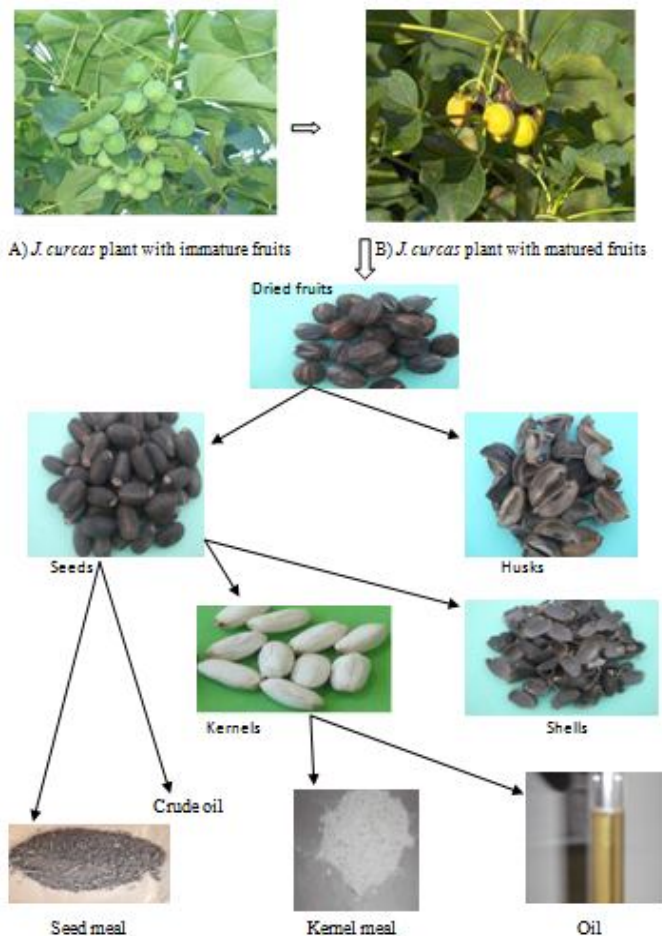 A) J. curcas plant with immature fruits
B) J. curcas plant with matured fruits
Dried fruits
Seeds
Husks
Kernels
Shells
Crude oil
Seed meal
Kernel meal
Oil